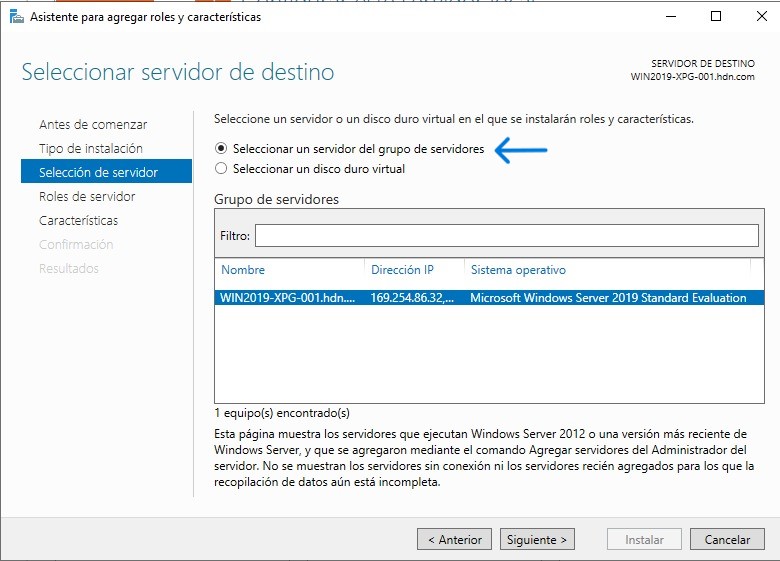 Asistente para agregar roles y características
Seleccionar servidor de destino
SERVIDOR DE DESTINO
WIN2019-XPG-001.hdn.com
Antes de comenzar
Tipo de instalación
Selección de servidor
Roles de servidor
Características
Confirmación
Resultados
Seleccione un servidor o un disco duro virtual en el que se instalarán roles y características.
Seleccionar un servidor del grupo de servidores
Seleccionar un disco duro virtual
Grupo de servidores
Filtro:
Nombre Dirección IP Sistema operativo
WIN2019-XPG-001.hdn.... 169.254.86.32,... Microsoft Windows Server 2019 Standard Evaluation
1 equipo(s) encontrado(s)
Esta página muestra los servidores que ejecutan Windows Server 2012 o una versión más reciente de
Windows Server, y que se agregaron mediante el comando Agregar servidores del Administrador del
servidor. No se muestran los servidores sin conexión ni los servidores recién agregados para los que la
recopilación de datos aún está incompleta.
< Anterior Siguiente > Instalar Cancelar